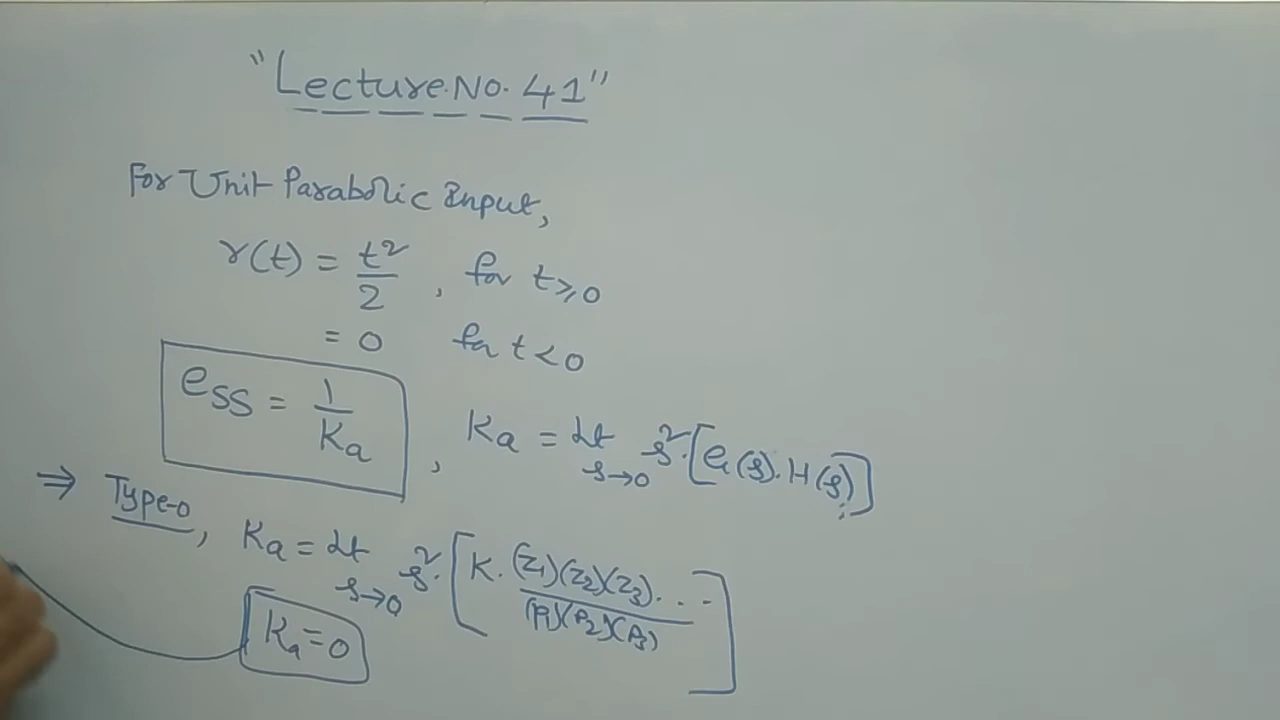 "Lecture.No. 41"
For Unit Parabolic Input,
r(t) = t²/2 , for t≥0
= 0 for t<0
ess = 1/Ka , Ka = Lt s→0 s².[G(s).H(s)]
⇒ Type-0, Ka = Lt s→0 s².[K. (z1)(z2)(z3)... / (p1)(p2)(p3)]
Ka=0